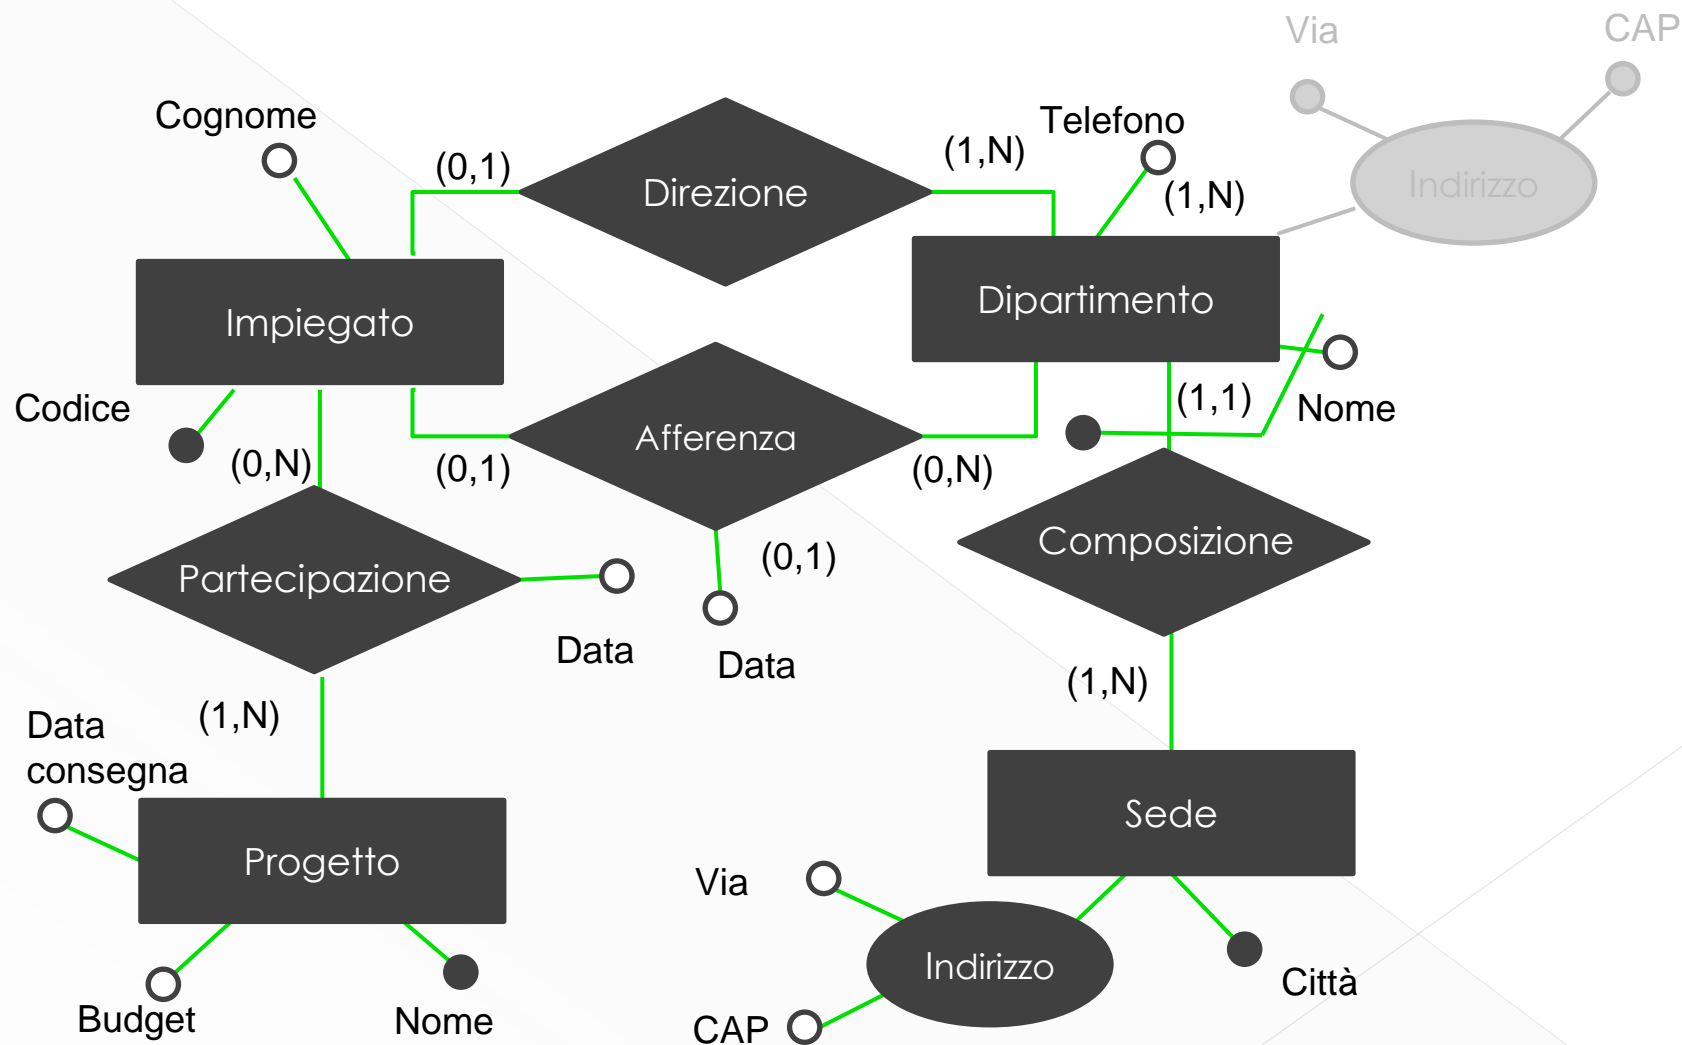 Via
CAP
Cognome
Telefono
(0,1)
(1,N)
Direzione
(1,N)
Indirizzo
Impiegato
Dipartimento
Codice
(1,1)
Nome
Afferenza
(0,N)
(0,1)
(0,N)
Composizione
(0,1)
Partecipazione
Data
Data
(1,N)
(1,N)
Data
consegna
Sede
Progetto
Via
Indirizzo
Città
Budget
Nome
CAP